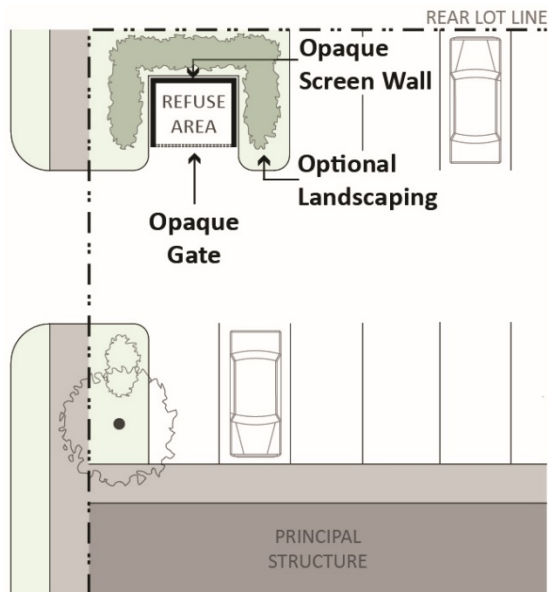 REAR LOT LINE
Opaque
Screen Wall
REFUSE
AREA
Optional
Landscaping
Opaque
Gate
PRINCIPAL
STRUCTURE